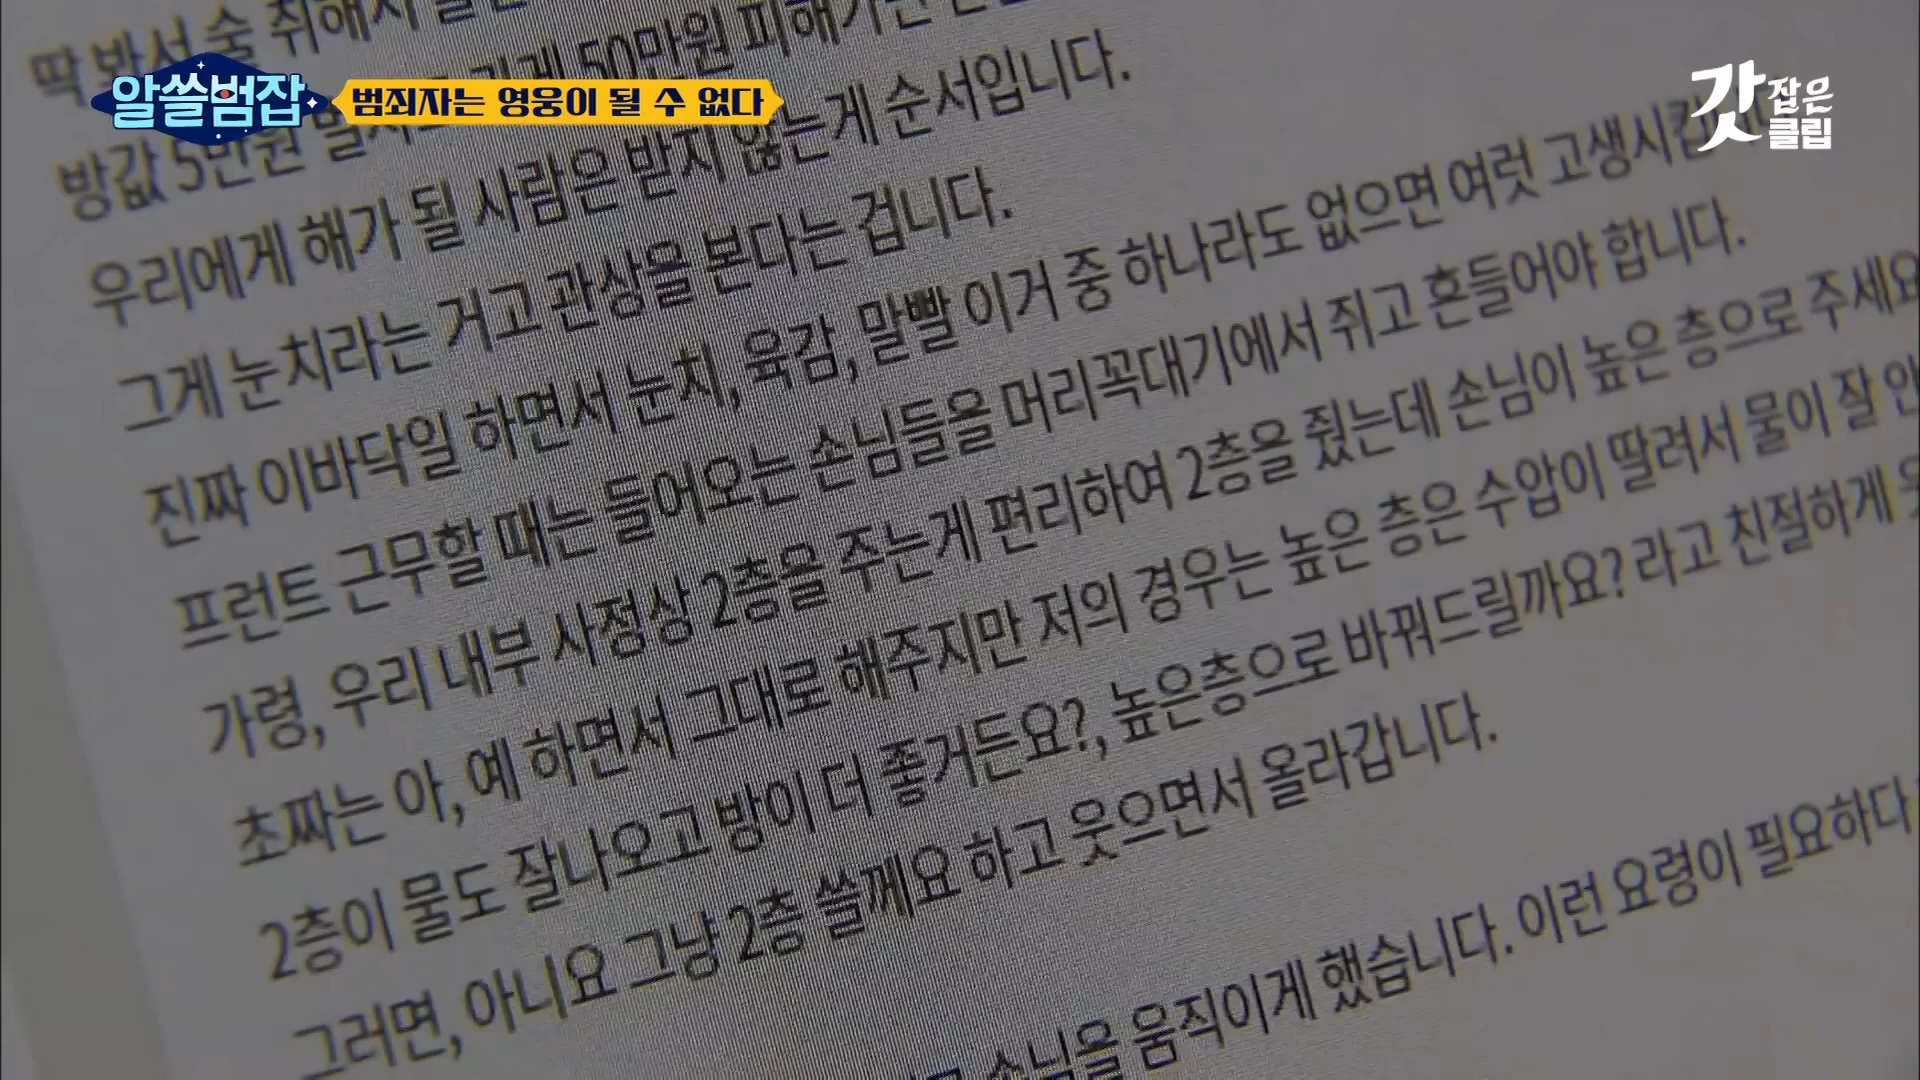 알쓸범잡
범죄자는 영웅이 될 수 없다
갓잡은클립
딱 봐서 술 취해서
방값 5만원 50만원
우리에게 해가 될 사람은 받지 않는게 순서입니다.
그게 눈치라는 거고 관상을 본다는 겁니다.
진짜 이바닥일 하면서 눈치, 육감, 말빨 이거 중 하나라도 없으면 여럿 고생시킵
프런트 근무할 때는 들어오는 손님들을 머리꼭대기에서 쥐고 흔들어야 합니다.
가령, 우리 내부 사정상 2층을 주는게 편리하여 2층을 줬는데 손님이 높은 층으로 주세요
초짜는 아, 예 하면서 그대로 해주지만 저의 경우는 높은 층은 수압이 딸려서 물이 잘 안
2층이 물도 잘나오고 방이 더 좋거든요?, 높은층으로 바꿔드릴까요? 라고 친절하게
그러면, 아니요 그냥 2층 쓸께요 하고 웃으면서 올라갑니다.
손님을 움직이게 했습니다. 이런 요령이 필요하다